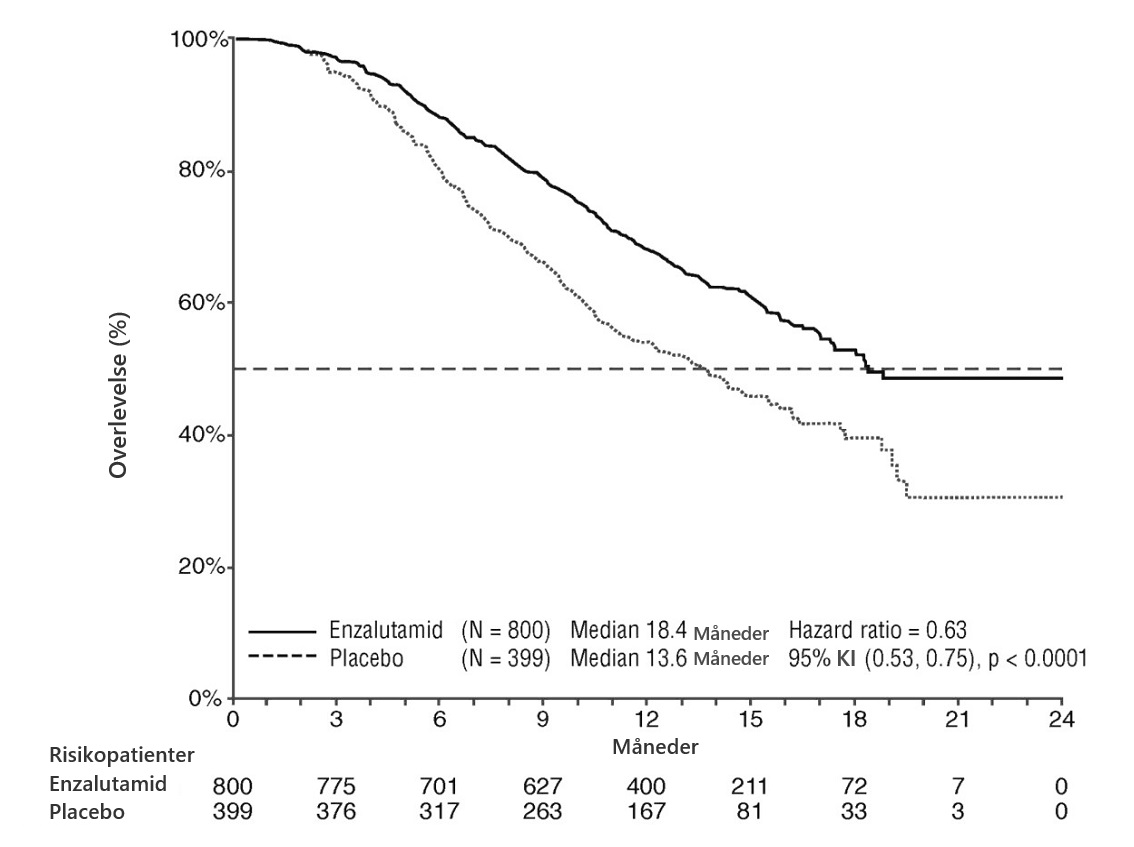 100%
80%
60%
40%
20%
0%
Overlevelse (%)
Enzalutamid (N = 800) Median 18.4 Måneder Hazard ratio = 0.63
Placebo (N = 399) Median 13.6 Måneder 95% KI (0.53, 0.75), p < 0.0001
0 3 6 9 12 15 18 21 24
Måneder
Risikopatienter
Enzalutamid 800 775 701 627 400 211 72 7 0
Placebo 399 376 317 263 167 81 33 3 0